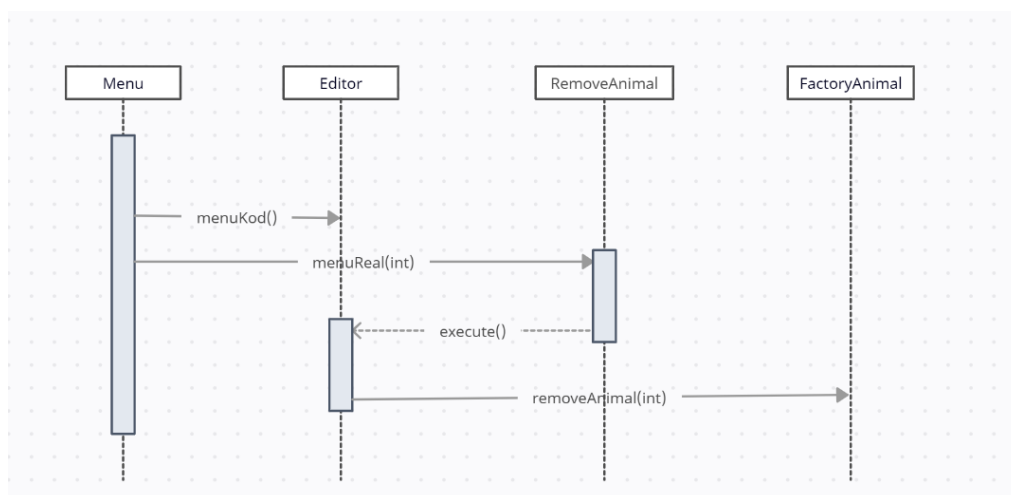 Menu
Editor
RemoveAnimal
FactoryAnimal
menuKod()
menuReal(int)
execute()
removeAnimal(int)